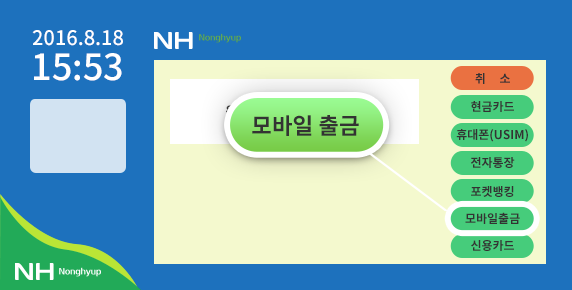 2016.8.18
15:53
NH Nonghyup
취 소
현금카드
휴대폰(USIM)
전자통장
포켓뱅킹
모바일출금
신용카드
모바일 출금
NH Nonghyup